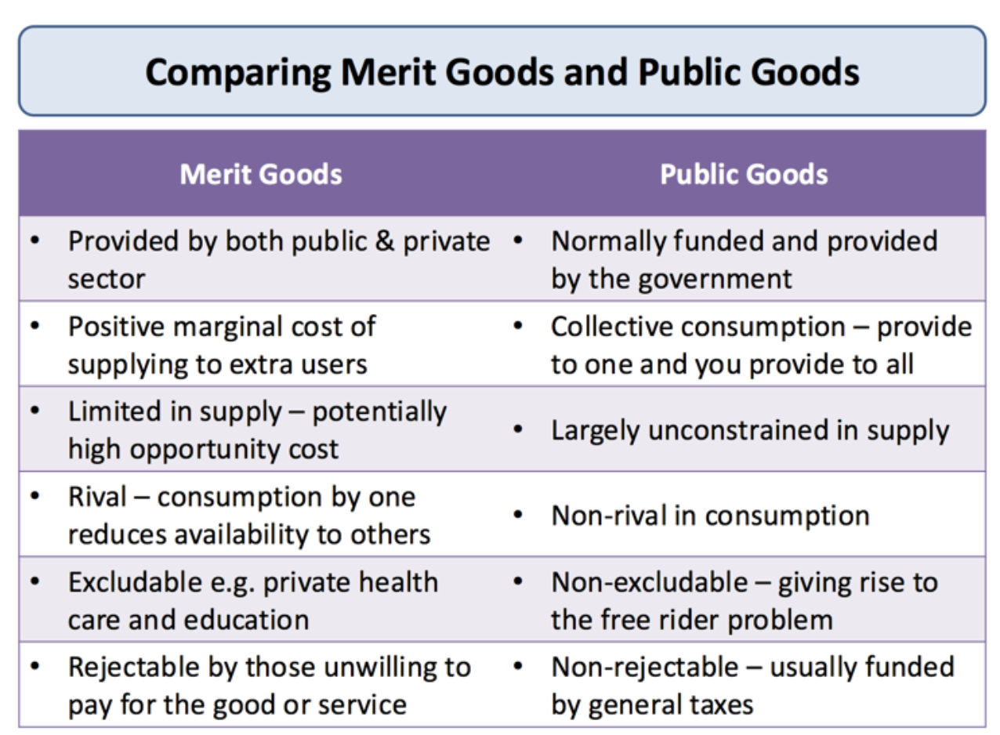 Comparing Merit Goods and Public Goods
Merit Goods
Public Goods
• Provided by both public & private
sector
• Normally funded and provided
by the government
• Positive marginal cost of
supplying to extra users
• Collective consumption – provide
to one and you provide to all
• Limited in supply – potentially
high opportunity cost
• Largely unconstrained in supply
• Rival – consumption by one
reduces availability to others
• Non-rival in consumption
• Excludable e.g. private health
care and education
• Non-excludable – giving rise to
the free rider problem
• Rejectable by those unwilling to
pay for the good or service
• Non-rejectable – usually funded
by general taxes